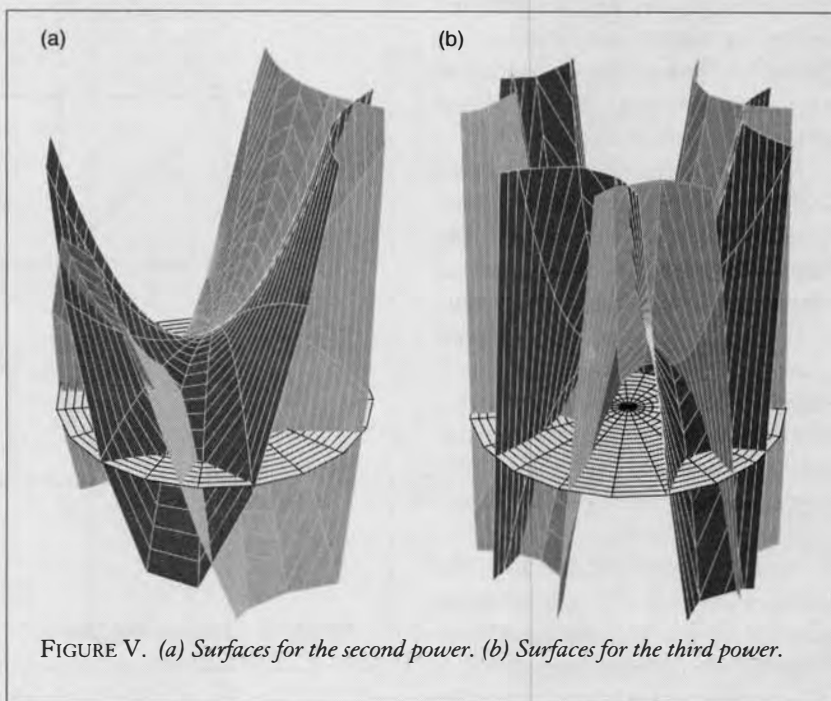 (a)
(b)
FIGURE V. (a) Surfaces for the second power. (b) Surfaces for the third power.